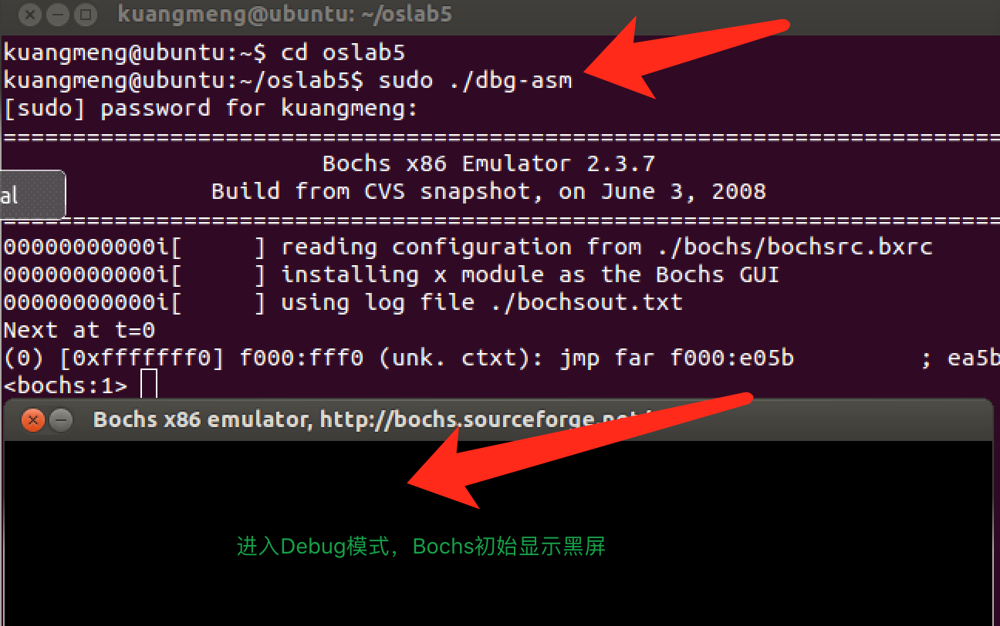 kuangmeng@ubuntu: ~/oslab5
kuangmeng@ubuntu:~$ cd oslab5
kuangmeng@ubuntu:~/oslab5$ sudo ./dbg-asm
[sudo] password for kuangmeng:
========================================================================
Bochs x86 Emulator 2.3.7
al
Build from CVS snapshot, on June 3, 2008
========================================================================
00000000000i[     ] reading configuration from ./bochs/bochsrc.bxrc
00000000000i[     ] installing x module as the Bochs GUI
00000000000i[     ] using log file ./bochsout.txt
Next at t=0
(0) [0xfffffff0] f000:fff0 (unk. ctxt): jmp far f000:e05b          ; ea5b
<bochs:1>
Bochs x86 emulator, http://bochs.sourceforge.net/
进入Debug模式，Bochs初始显示黑屏